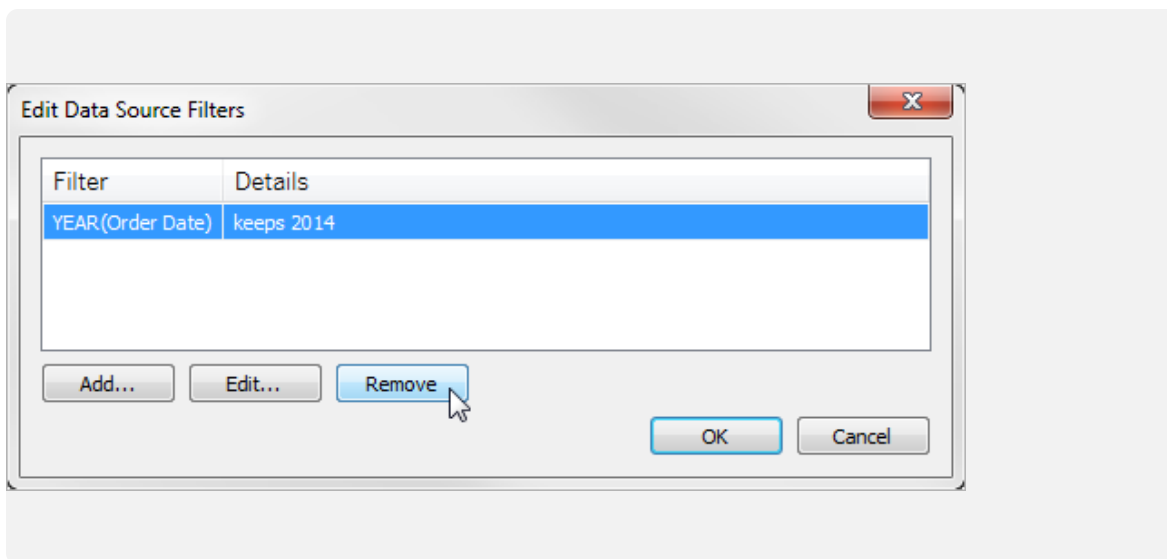 Edit Data Source Filters
Filter Details
YEAR(Order Date) keeps 2014
Add... Edit... Remove
OK Cancel